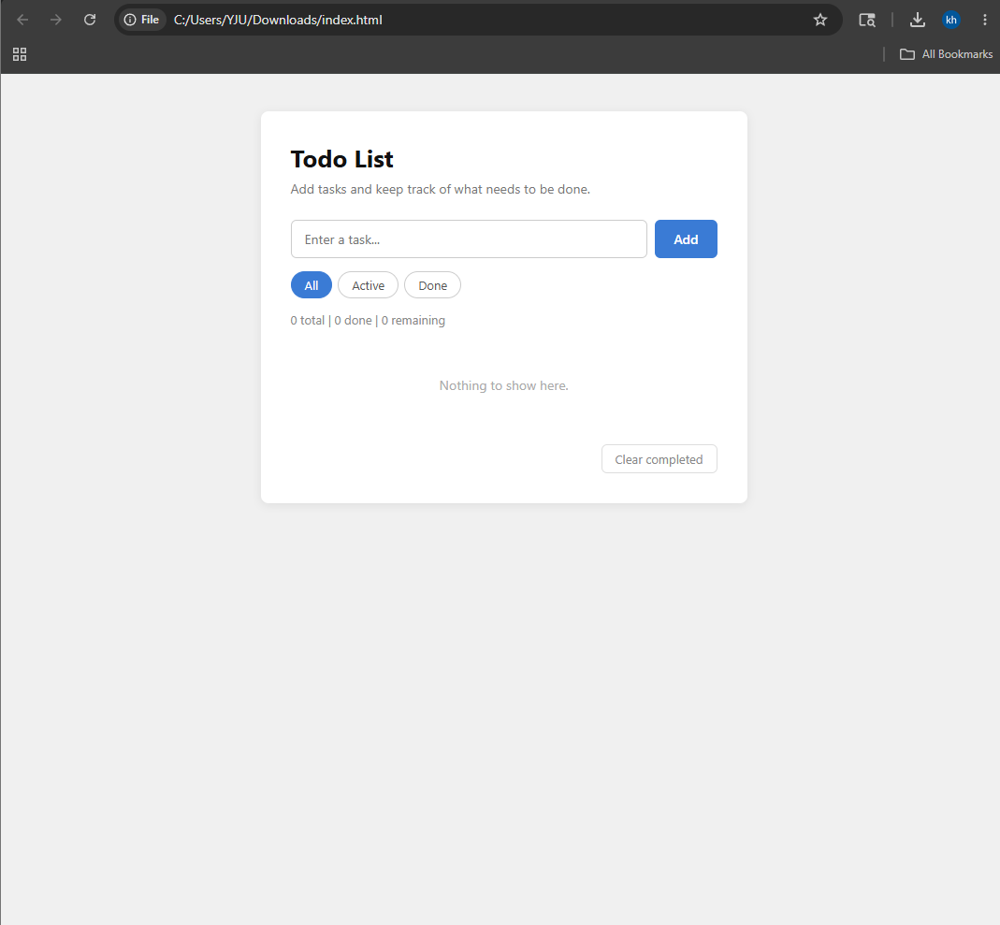 File C:/Users/YJU/Downloads/index.html kh
All Bookmarks
Todo List
Add tasks and keep track of what needs to be done.
Enter a task... Add
All Active Done
0 total | 0 done | 0 remaining
Nothing to show here.
Clear completed